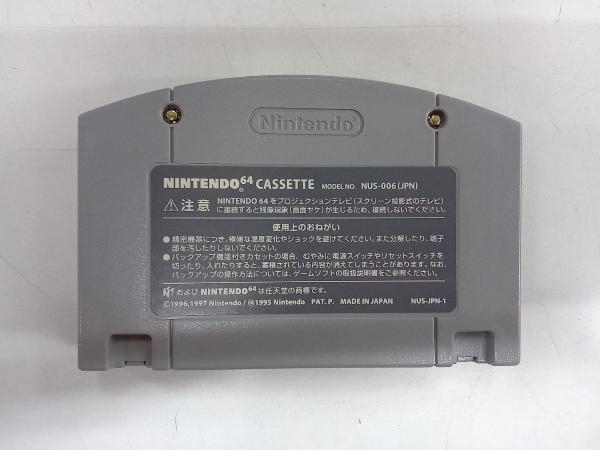 Nintendo
NINTENDO64 CASSETTE MODEL NO. NUS-006(JPN)
⚠注意 NINTENDO 64をプロジェクションテレビ(スクリーン投影式のテレビ)
に接続すると残像現象(画面ヤケ)が生じるため、接続しないでください。
使用上のおねがい
●精密機器につき、極端な温度変化やショックを避けてください。また分解したり、端子
部を汚したりしないでください。
●バックアップ機能付きカセットの場合、むやみに電源スイッチやリセットスイッチを
切ったり、入れたりすると、蓄積されている内容が消えてしまうことがあります。なお、
バックアップの操作方法については、ゲームソフトの取扱説明書をご参照ください。
N および NINTENDO64 は任天堂の商標です。
©1996,1997 Nintendo/@1995 Nintendo PAT. P. MADE IN JAPAN NUS-JPN-1